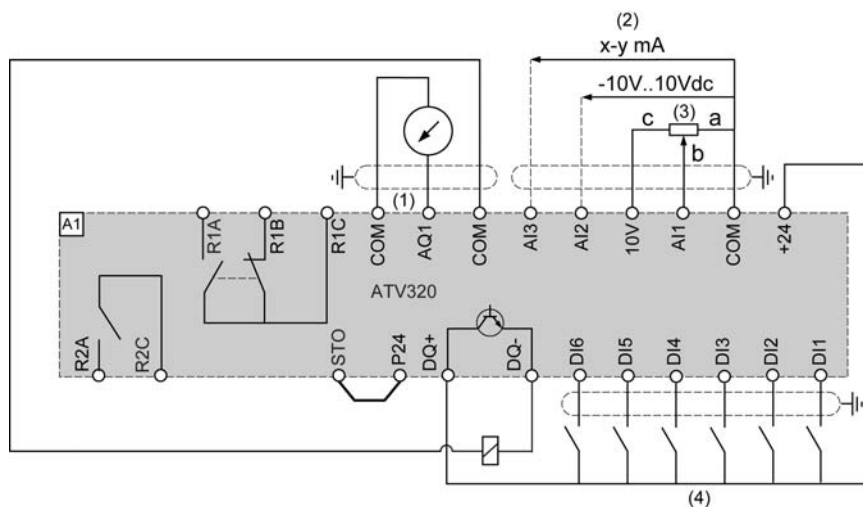 (2)
x-y mA
-10V..10Vdc
c (3) a
b
(1)
A1
R1A R1B R1C COM AQ1 COM AI3 AI2 10V AI1 COM +24
ATV320
R2A R2C STO P24 DQ+ DQ- DI6 DI5 DI4 DI3 DI2 DI1
(4)